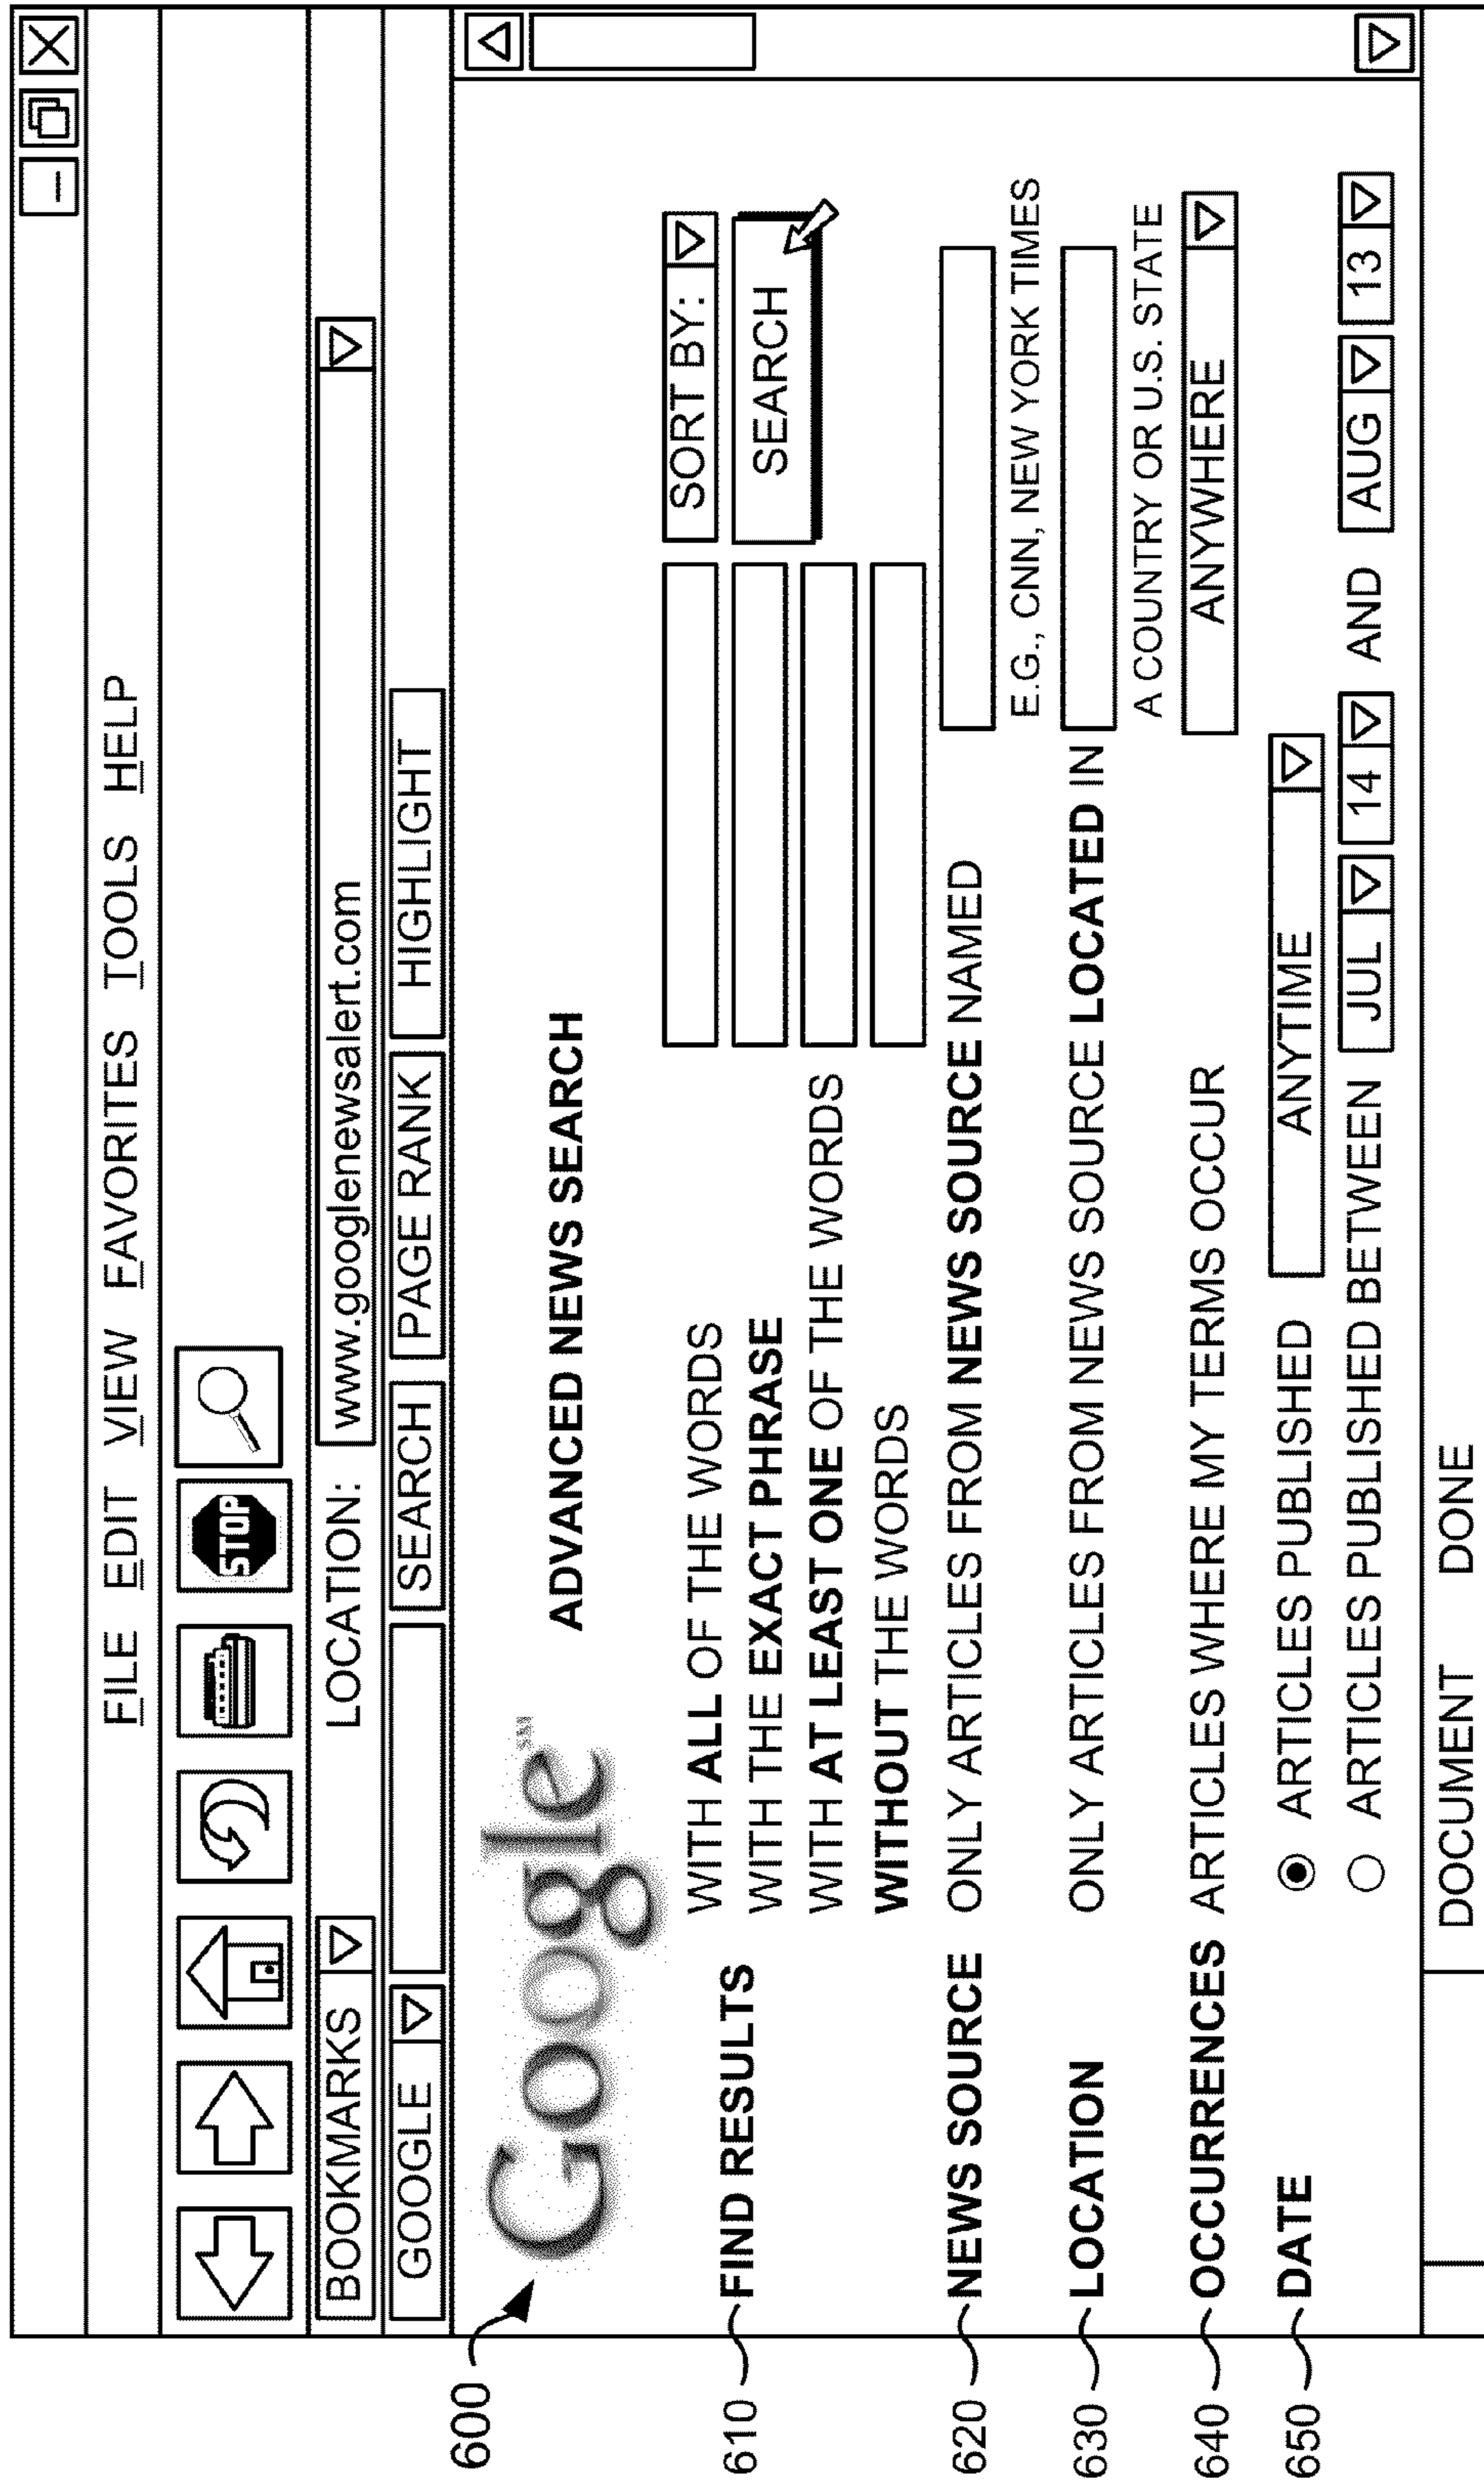 FILE EDIT VIEW FAVORITES TOOLS HELP
STOP
BOOKMARKS LOCATION: www.googlenewsalert.com
GOOGLE SEARCH PAGE RANK HIGHLIGHT
600
Google SM
ADVANCED NEWS SEARCH
610 FIND RESULTS
WITH ALL OF THE WORDS SORT BY:
WITH THE EXACT PHRASE SEARCH
WITH AT LEAST ONE OF THE WORDS
WITHOUT THE WORDS
620 NEWS SOURCE ONLY ARTICLES FROM NEWS SOURCE NAMED
E.G., CNN, NEW YORK TIMES
630 LOCATION ONLY ARTICLES FROM NEWS SOURCE LOCATED IN
A COUNTRY OR U.S. STATE
640 OCCURRENCES ARTICLES WHERE MY TERMS OCCUR ANYWHERE
650 DATE ARTICLES PUBLISHED ANYTIME
ARTICLES PUBLISHED BETWEEN JUL 14 AND AUG 13
DOCUMENT DONE